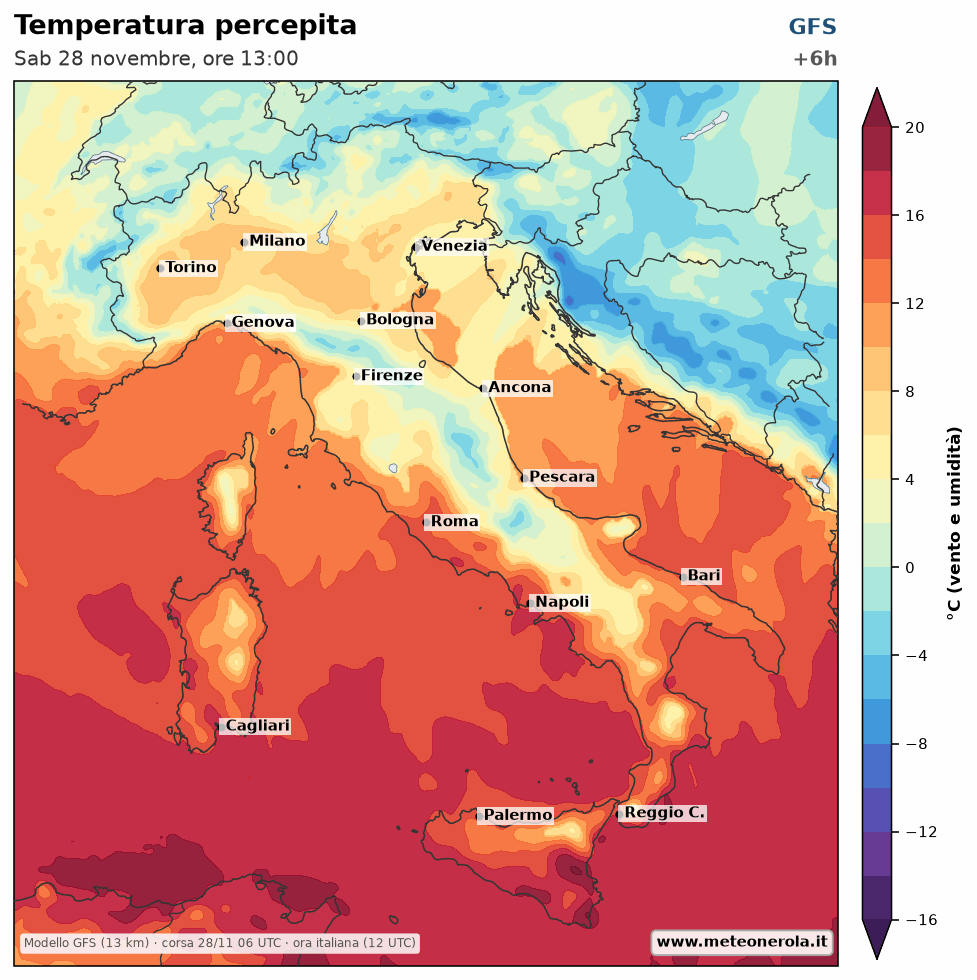 Temperatura percepita
GFS
Sab 28 novembre, ore 13:00
+6h
Milano
Venezia
Torino
Genova
Bologna
Firenze
Ancona
Pescara
Roma
Bari
Napoli
Cagliari
Palermo
Reggio C.
20
16
12
8
4
0
−4
−8
−12
−16
°C (vento e umidità)
Modello GFS (13 km) · corsa 28/11 06 UTC · ora italiana (12 UTC)
www.meteonerola.it